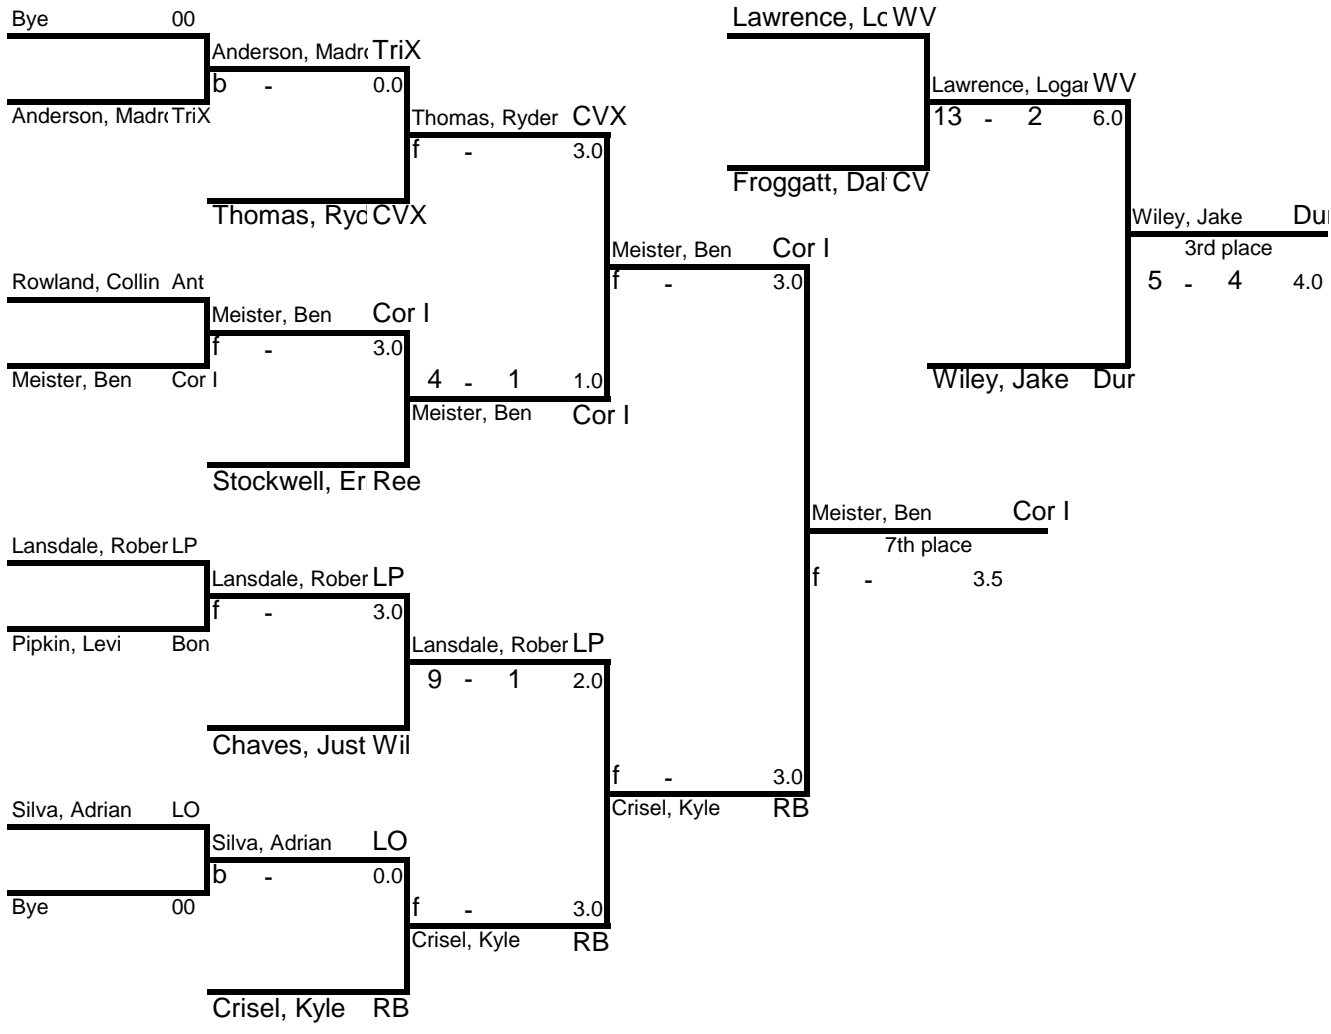 Bye 00
Anderson, Madr TriX
b - 0.0
Anderson, Madr TriX
Thomas, Ryder CVX
f - 3.0
Thomas, Ryd CVX
Rowland, Collin Ant
Meister, Ben Cor I
f - 3.0
Meister, Ben Cor I
4 - 1 1.0
Meister, Ben Cor I
Stockwell, Er Ree
Meister, Ben Cor I
f - 3.0
Lansdale, Rober LP
Lansdale, Rober LP
f - 3.0
Pipkin, Levi Bon
Lansdale, Rober LP
9 - 1 2.0
Chaves, Just Wil
f - 3.0
Crisel, Kyle RB
Silva, Adrian LO
Silva, Adrian LO
b - 0.0
Bye 00
f - 3.0
Crisel, Kyle RB
Crisel, Kyle RB
Meister, Ben Cor I
7th place
f - 3.5
Lawrence, Lo WV
Lawrence, Logar WV
13 - 2 6.0
Froggatt, Dal CV
Wiley, Jake Dur
3rd place
5 - 4 4.0
Wiley, Jake Dur